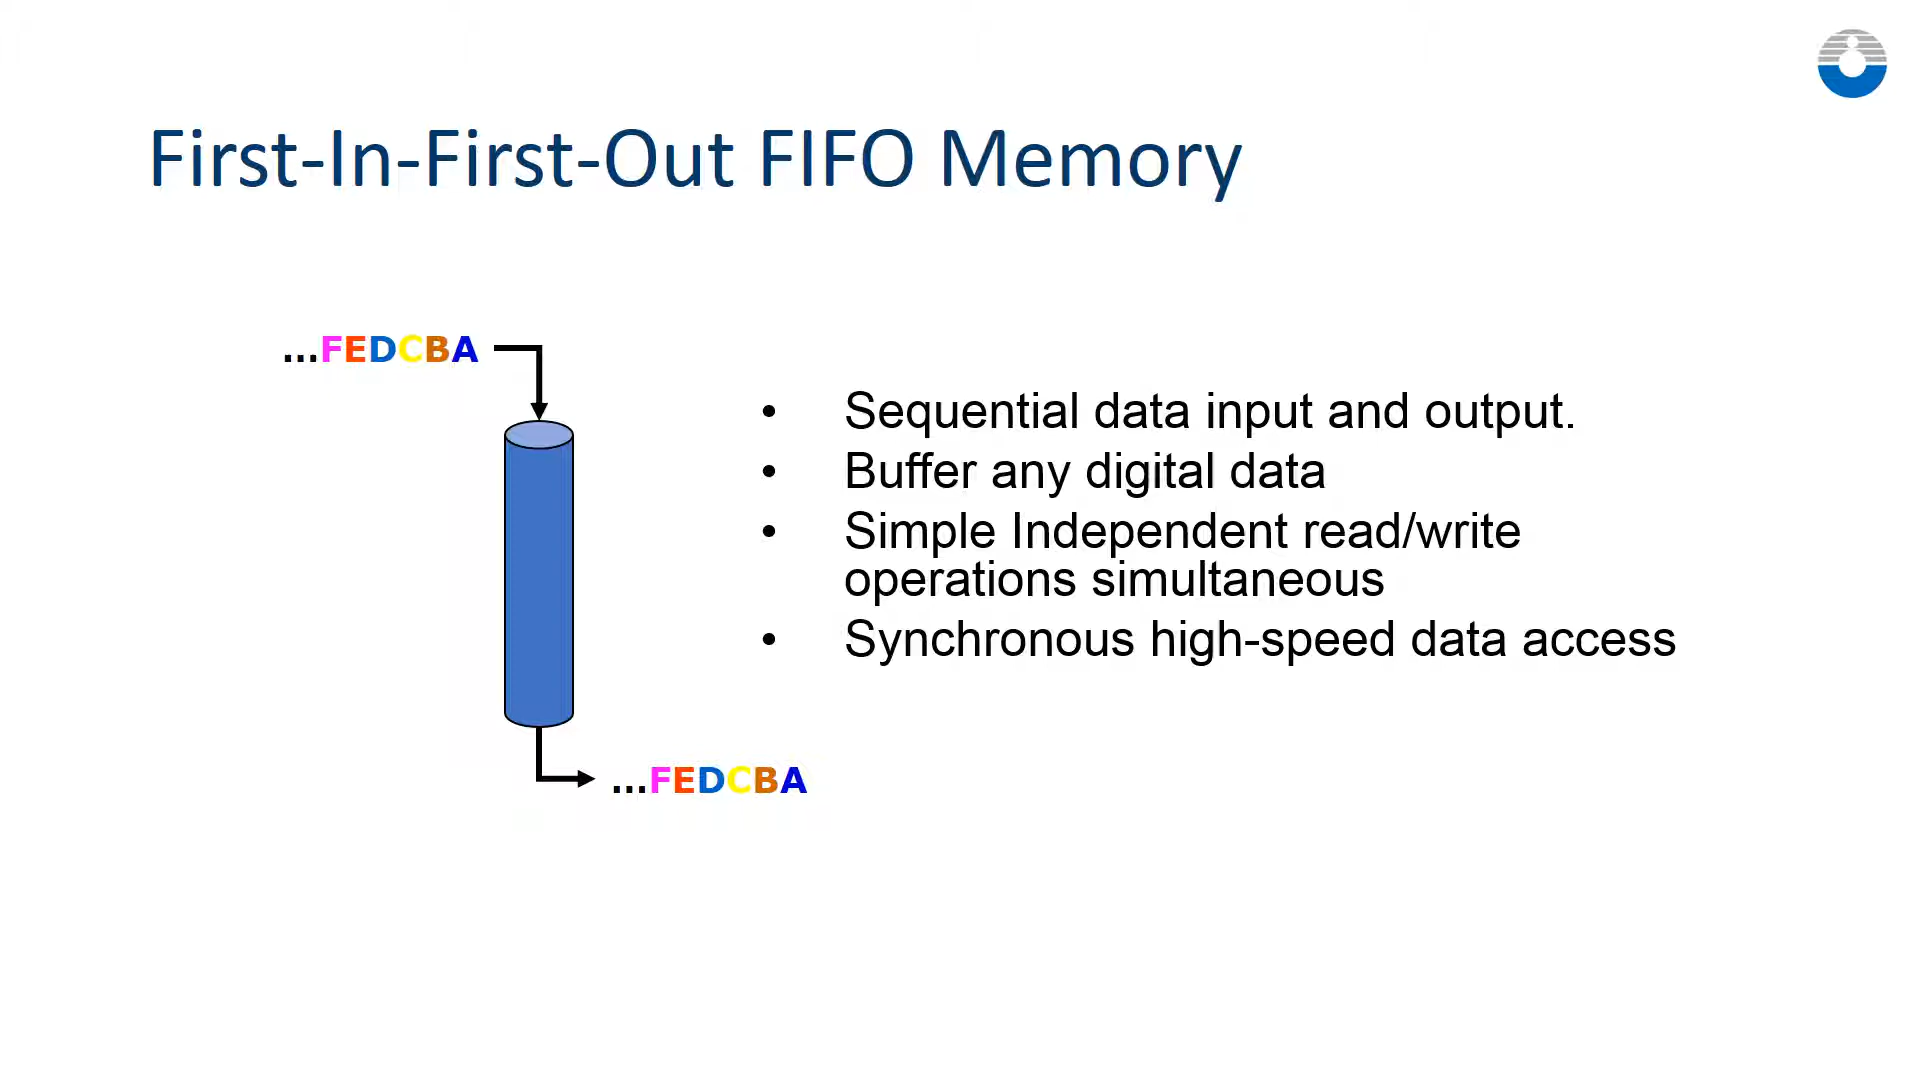 First-In-First-Out FIFO Memory
...FEDCBA
• Sequential data input and output.
• Buffer any digital data
• Simple Independent read/write
operations simultaneous
• Synchronous high-speed data access
...FEDCBA